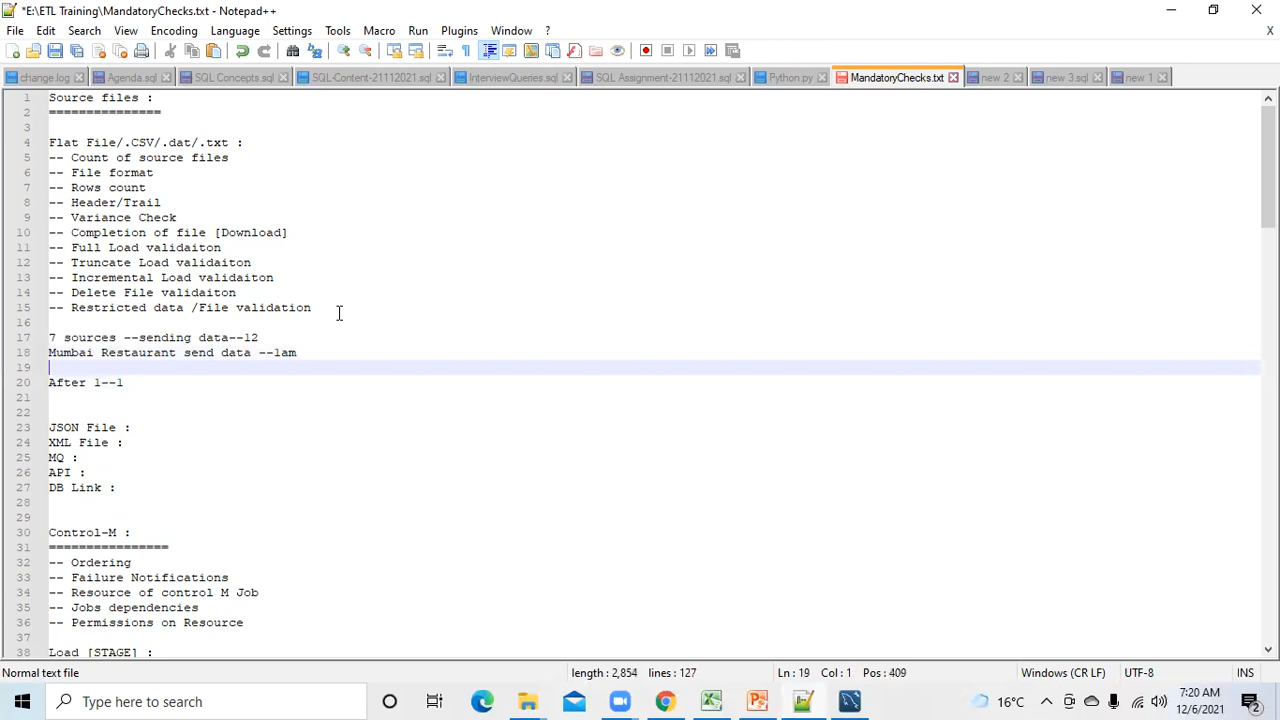 *E:\ETL Training\MandatoryChecks.txt - Notepad++
File Edit Search View Encoding Language Settings Tools Macro Run Plugins Window ?
X
change.log Agenda.sql SQL Concepts.sql SQL-Content-21112021.sql InterviewQueries.sql SQL Assignment-21112021.sql Python.py MandatoryChecks.txt new 2 new 3.sql new 1
1 Source files :
2 ===============
3
4 Flat File/.CSV/.dat/.txt :
5 -- Count of source files
6 -- File format
7 -- Rows count
8 -- Header/Trail
9 -- Variance Check
10 -- Completion of file [Download]
11 -- Full Load validaiton
12 -- Truncate Load validaiton
13 -- Incremental Load validaiton
14 -- Delete File validaiton
15 -- Restricted data /File validation
16
17 7 sources --sending data--12
18 Mumbai Restaurant send data --1am
19
20 After 1--1
21
22
23 JSON File :
24 XML File :
25 MQ :
26 API :
27 DB Link :
28
29
30 Control-M :
31 ================
32 -- Ordering
33 -- Failure Notifications
34 -- Resource of control M Job
35 -- Jobs dependencies
36 -- Permissions on Resource
37
38 Load [STAGE] :
Normal text file length : 2,854 lines : 127 Ln : 19 Col : 1 Pos : 409 Windows (CR LF) UTF-8 INS
Type here to search 16°C 7:20 AM
12/6/2021
2